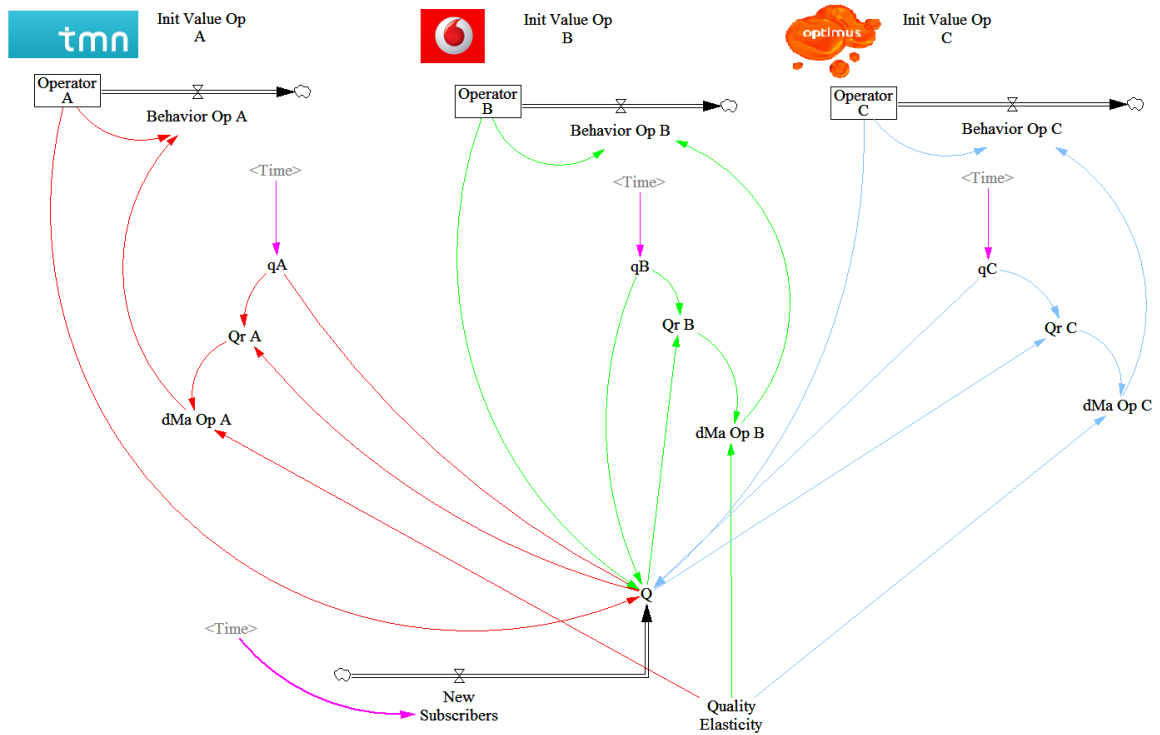 tmn
Init Value Op
A
Init Value Op
B
optimus
Init Value Op
C
Operator
A
Behavior Op A
Operator
B
Behavior Op B
Operator
C
Behavior Op C
<Time>
<Time>
<Time>
qA
qB
qC
Qr A
Qr B
Qr C
dMa Op A
dMa Op B
dMa Op C
Q
<Time>
New
Subscribers
Quality
Elasticity